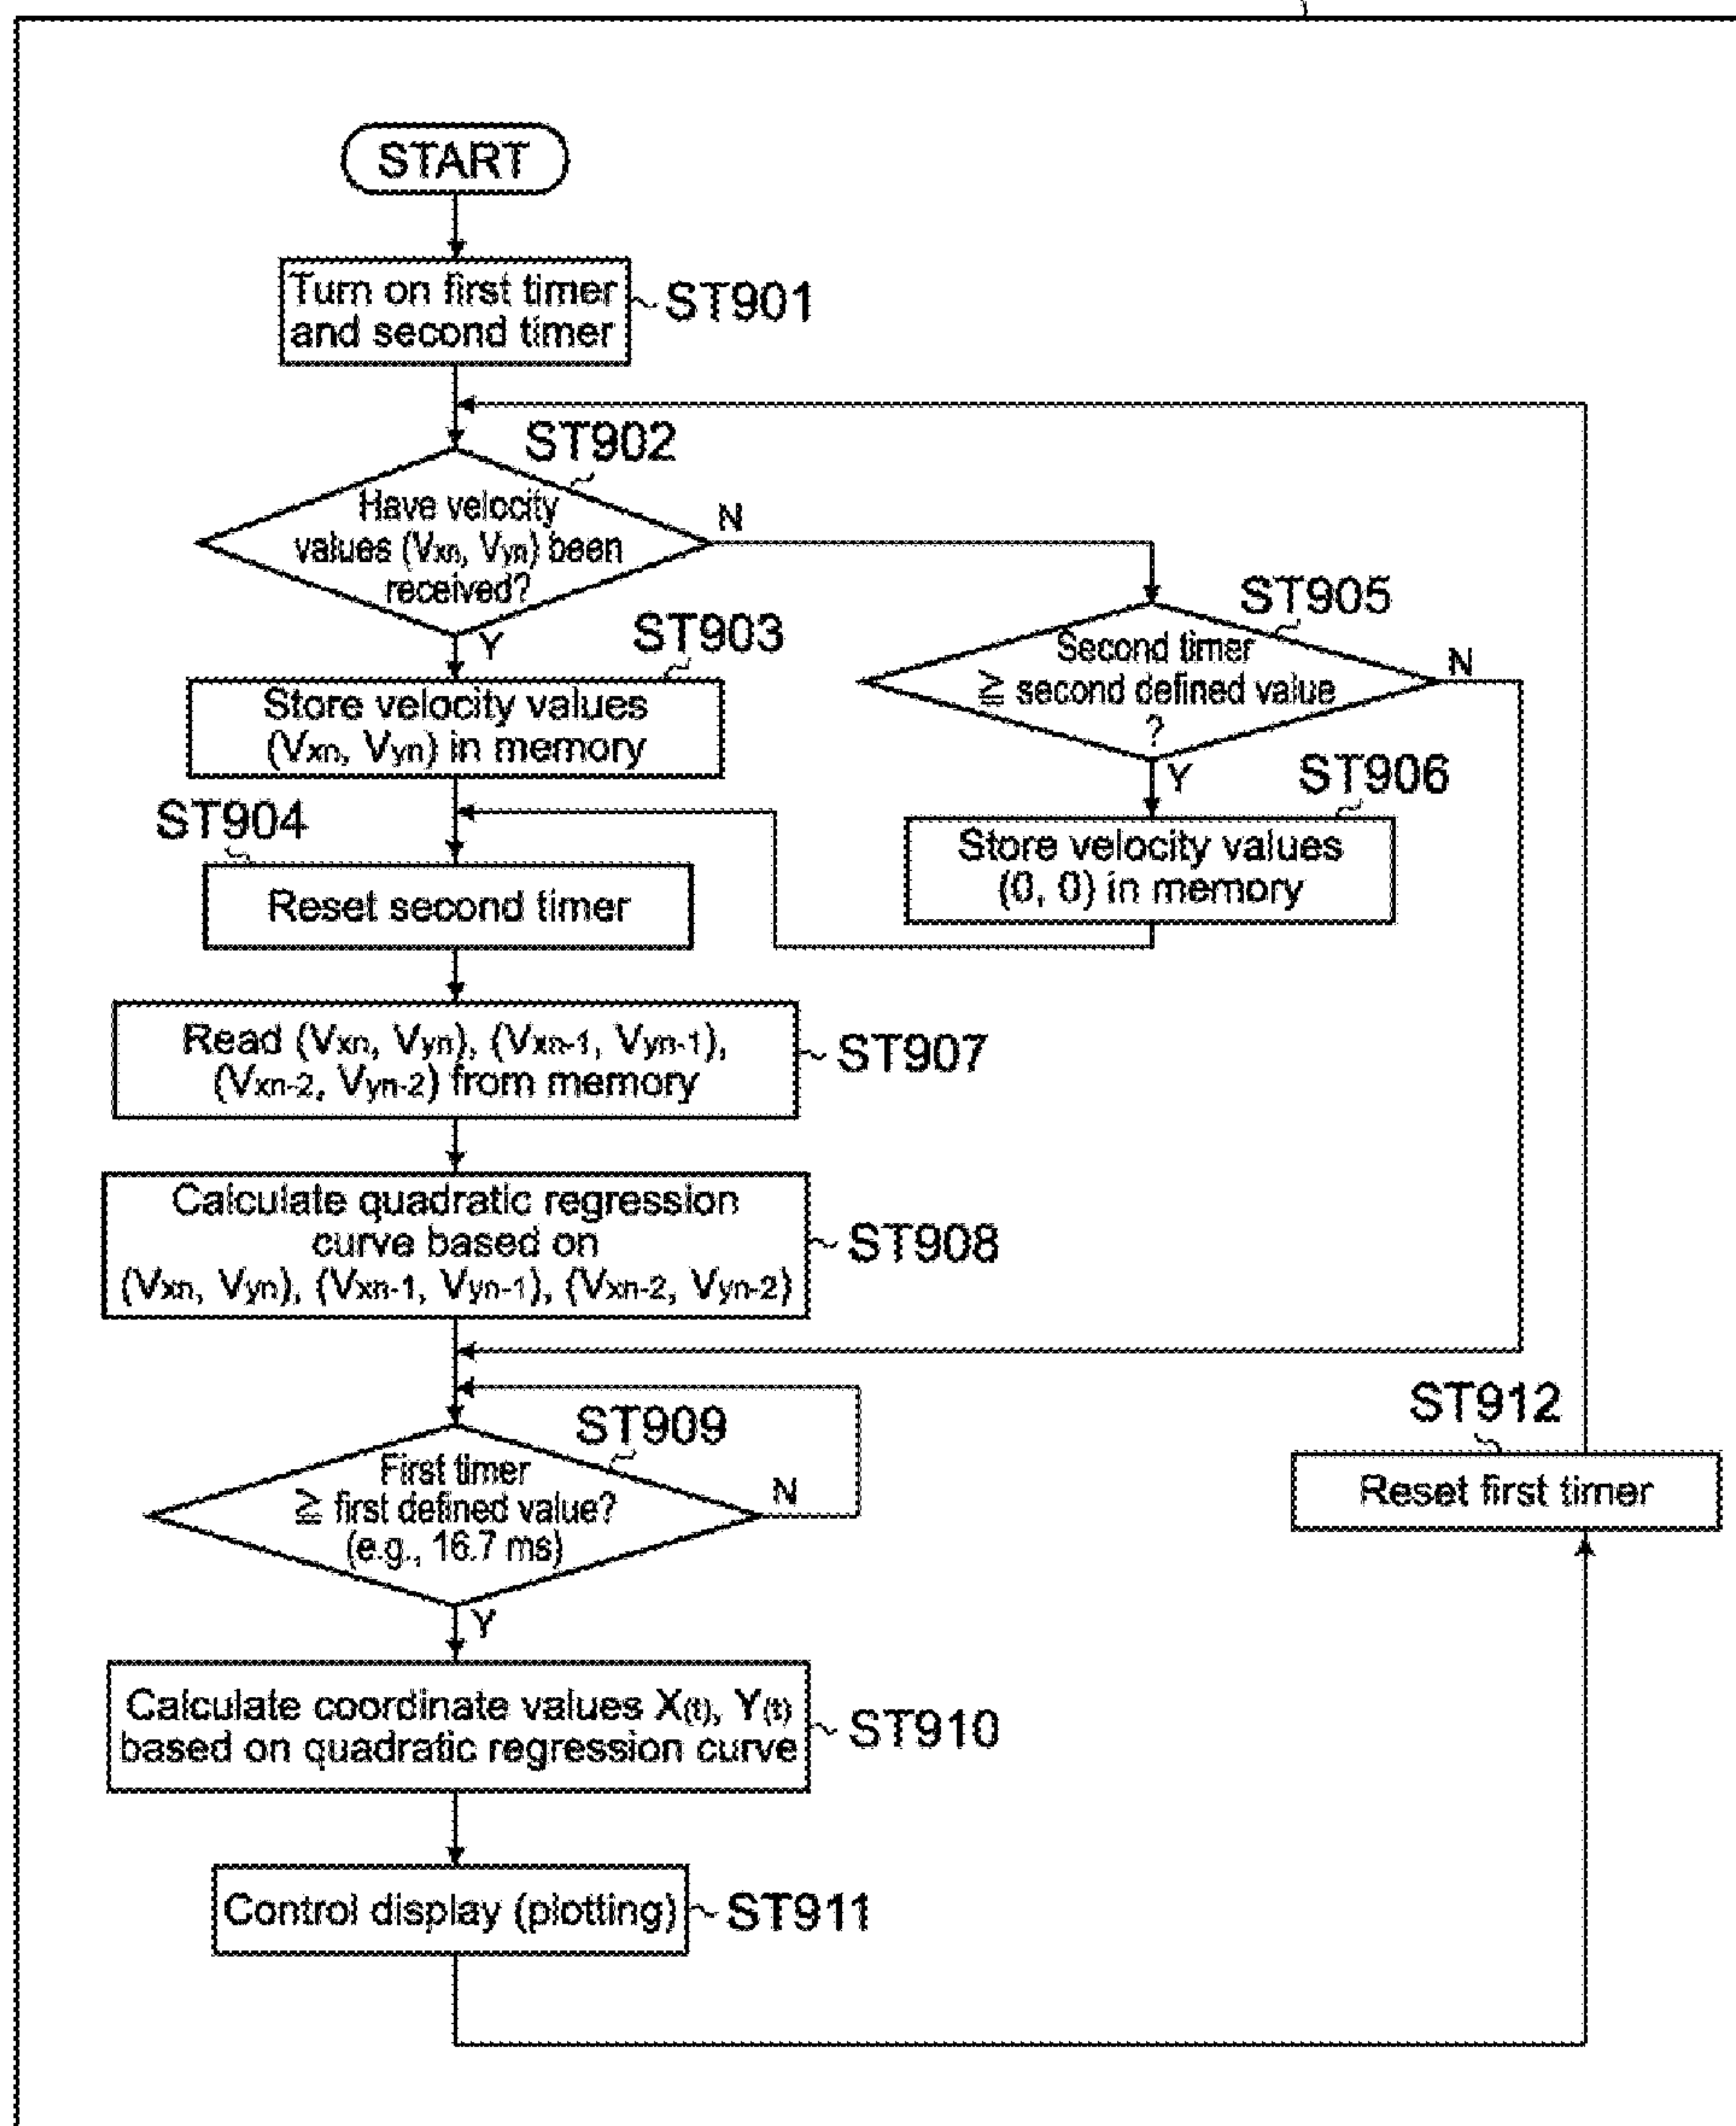 START
Turn on first timer
and second timer
ST901
ST902
Have velocity
values (Vxn, Vyn) been
received?
N
Y
ST903
Store velocity values
(Vxn, Vyn) in memory
ST905
Second timer
≧ second defined value
?
N
Y
ST906
Store velocity values
(0, 0) in memory
ST904
Reset second timer
Read (Vxn, Vyn), (Vxn-1, Vyn-1),
(Vxn-2, Vyn-2) from memory
ST907
Calculate quadratic regression
curve based on
(Vxn, Vyn), (Vxn-1, Vyn-1), (Vxn-2, Vyn-2)
ST908
ST909
First timer
≧ first defined value?
(e.g., 16.7 ms)
N
Y
ST912
Reset first timer
Calculate coordinate values X(t), Y(t)
based on quadratic regression curve
ST910
Control display (plotting)
ST911